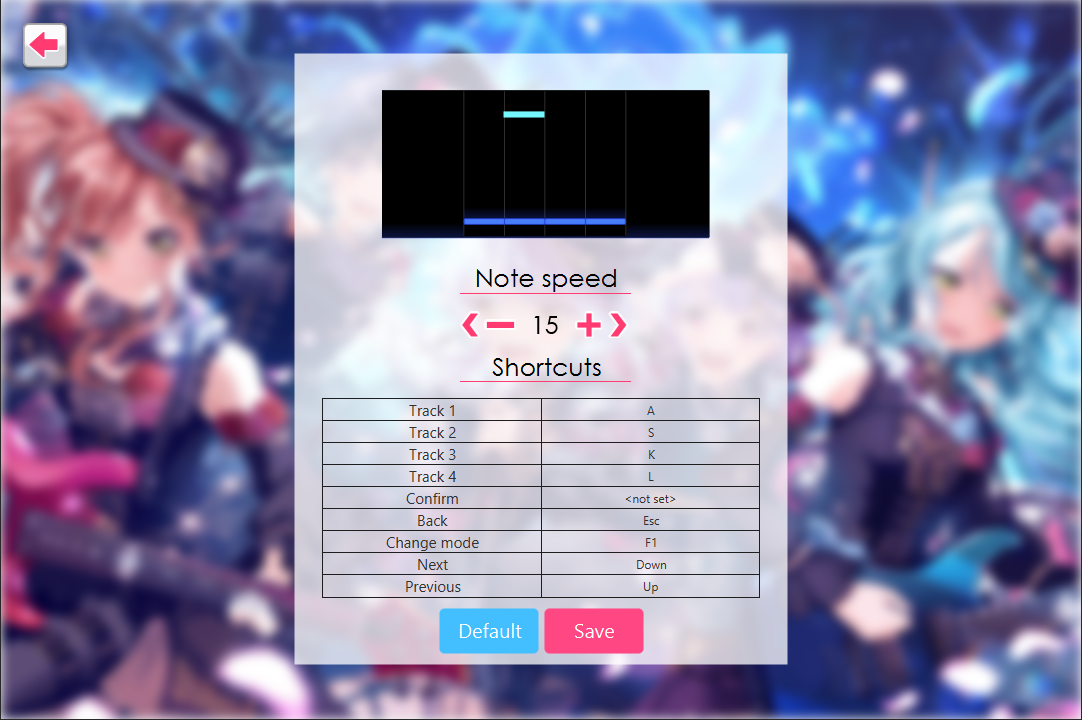 Note speed
15
Shortcuts
Track 1 A
Track 2 S
Track 3 K
Track 4 L
Confirm <not set>
Back Esc
Change mode F1
Next Down
Previous Up
Default Save